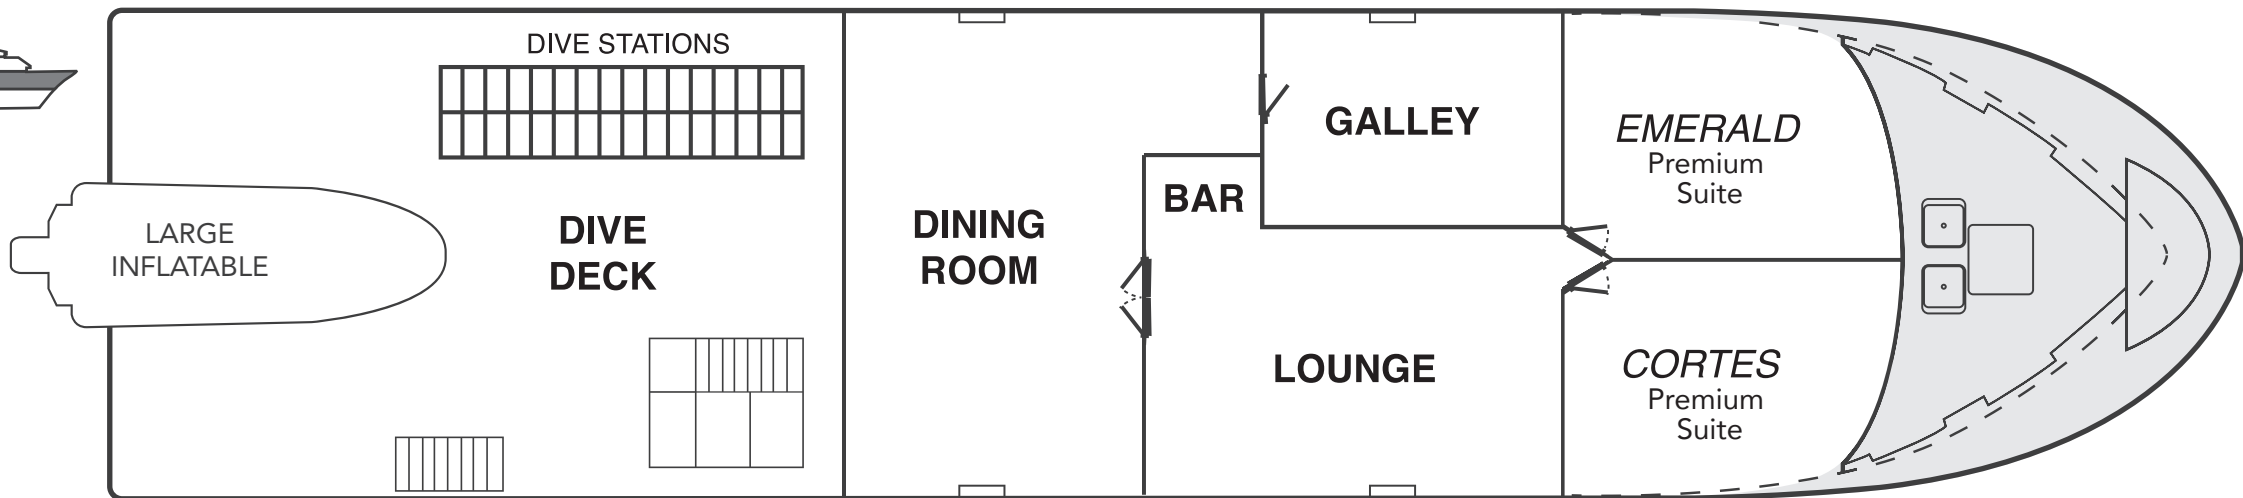 DIVE STATIONS
LARGE
INFLATABLE
DIVE
DECK
DINING
ROOM
BAR
GALLEY
LOUNGE
EMERALD
Premium
Suite
CORTES
Premium
Suite